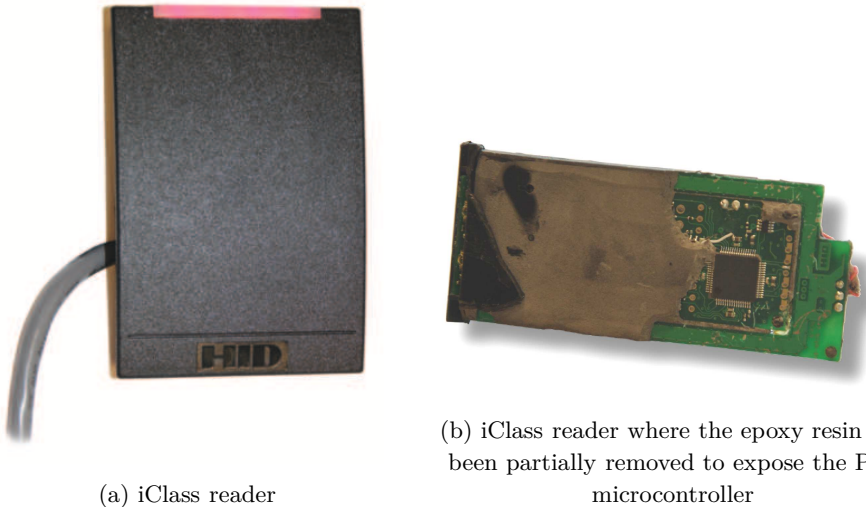 HID
(a) iClass reader
(b) iClass reader where the epoxy resin
been partially removed to expose the
microcontroller